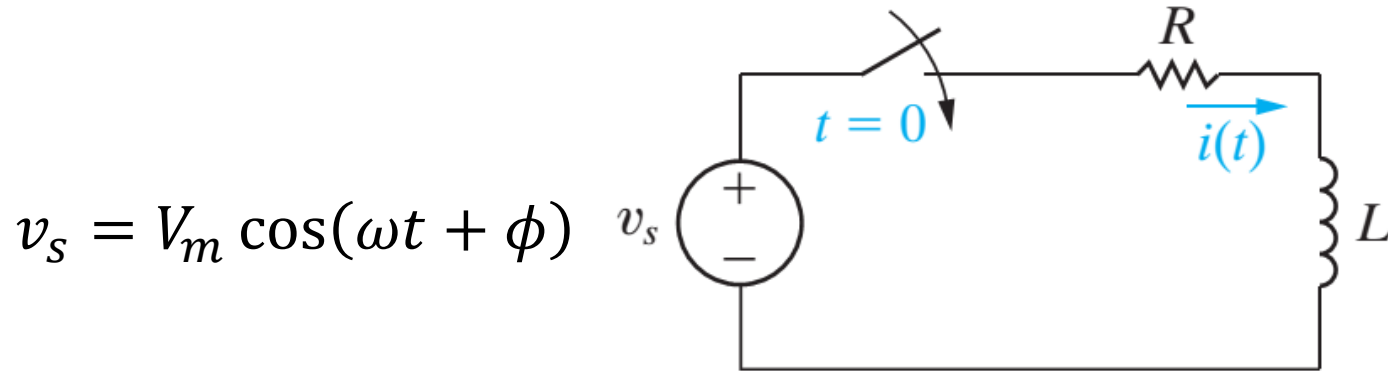 R
t = 0
i(t)
+
v_s = V_m cos(ωt + ϕ)
v_s
L
−